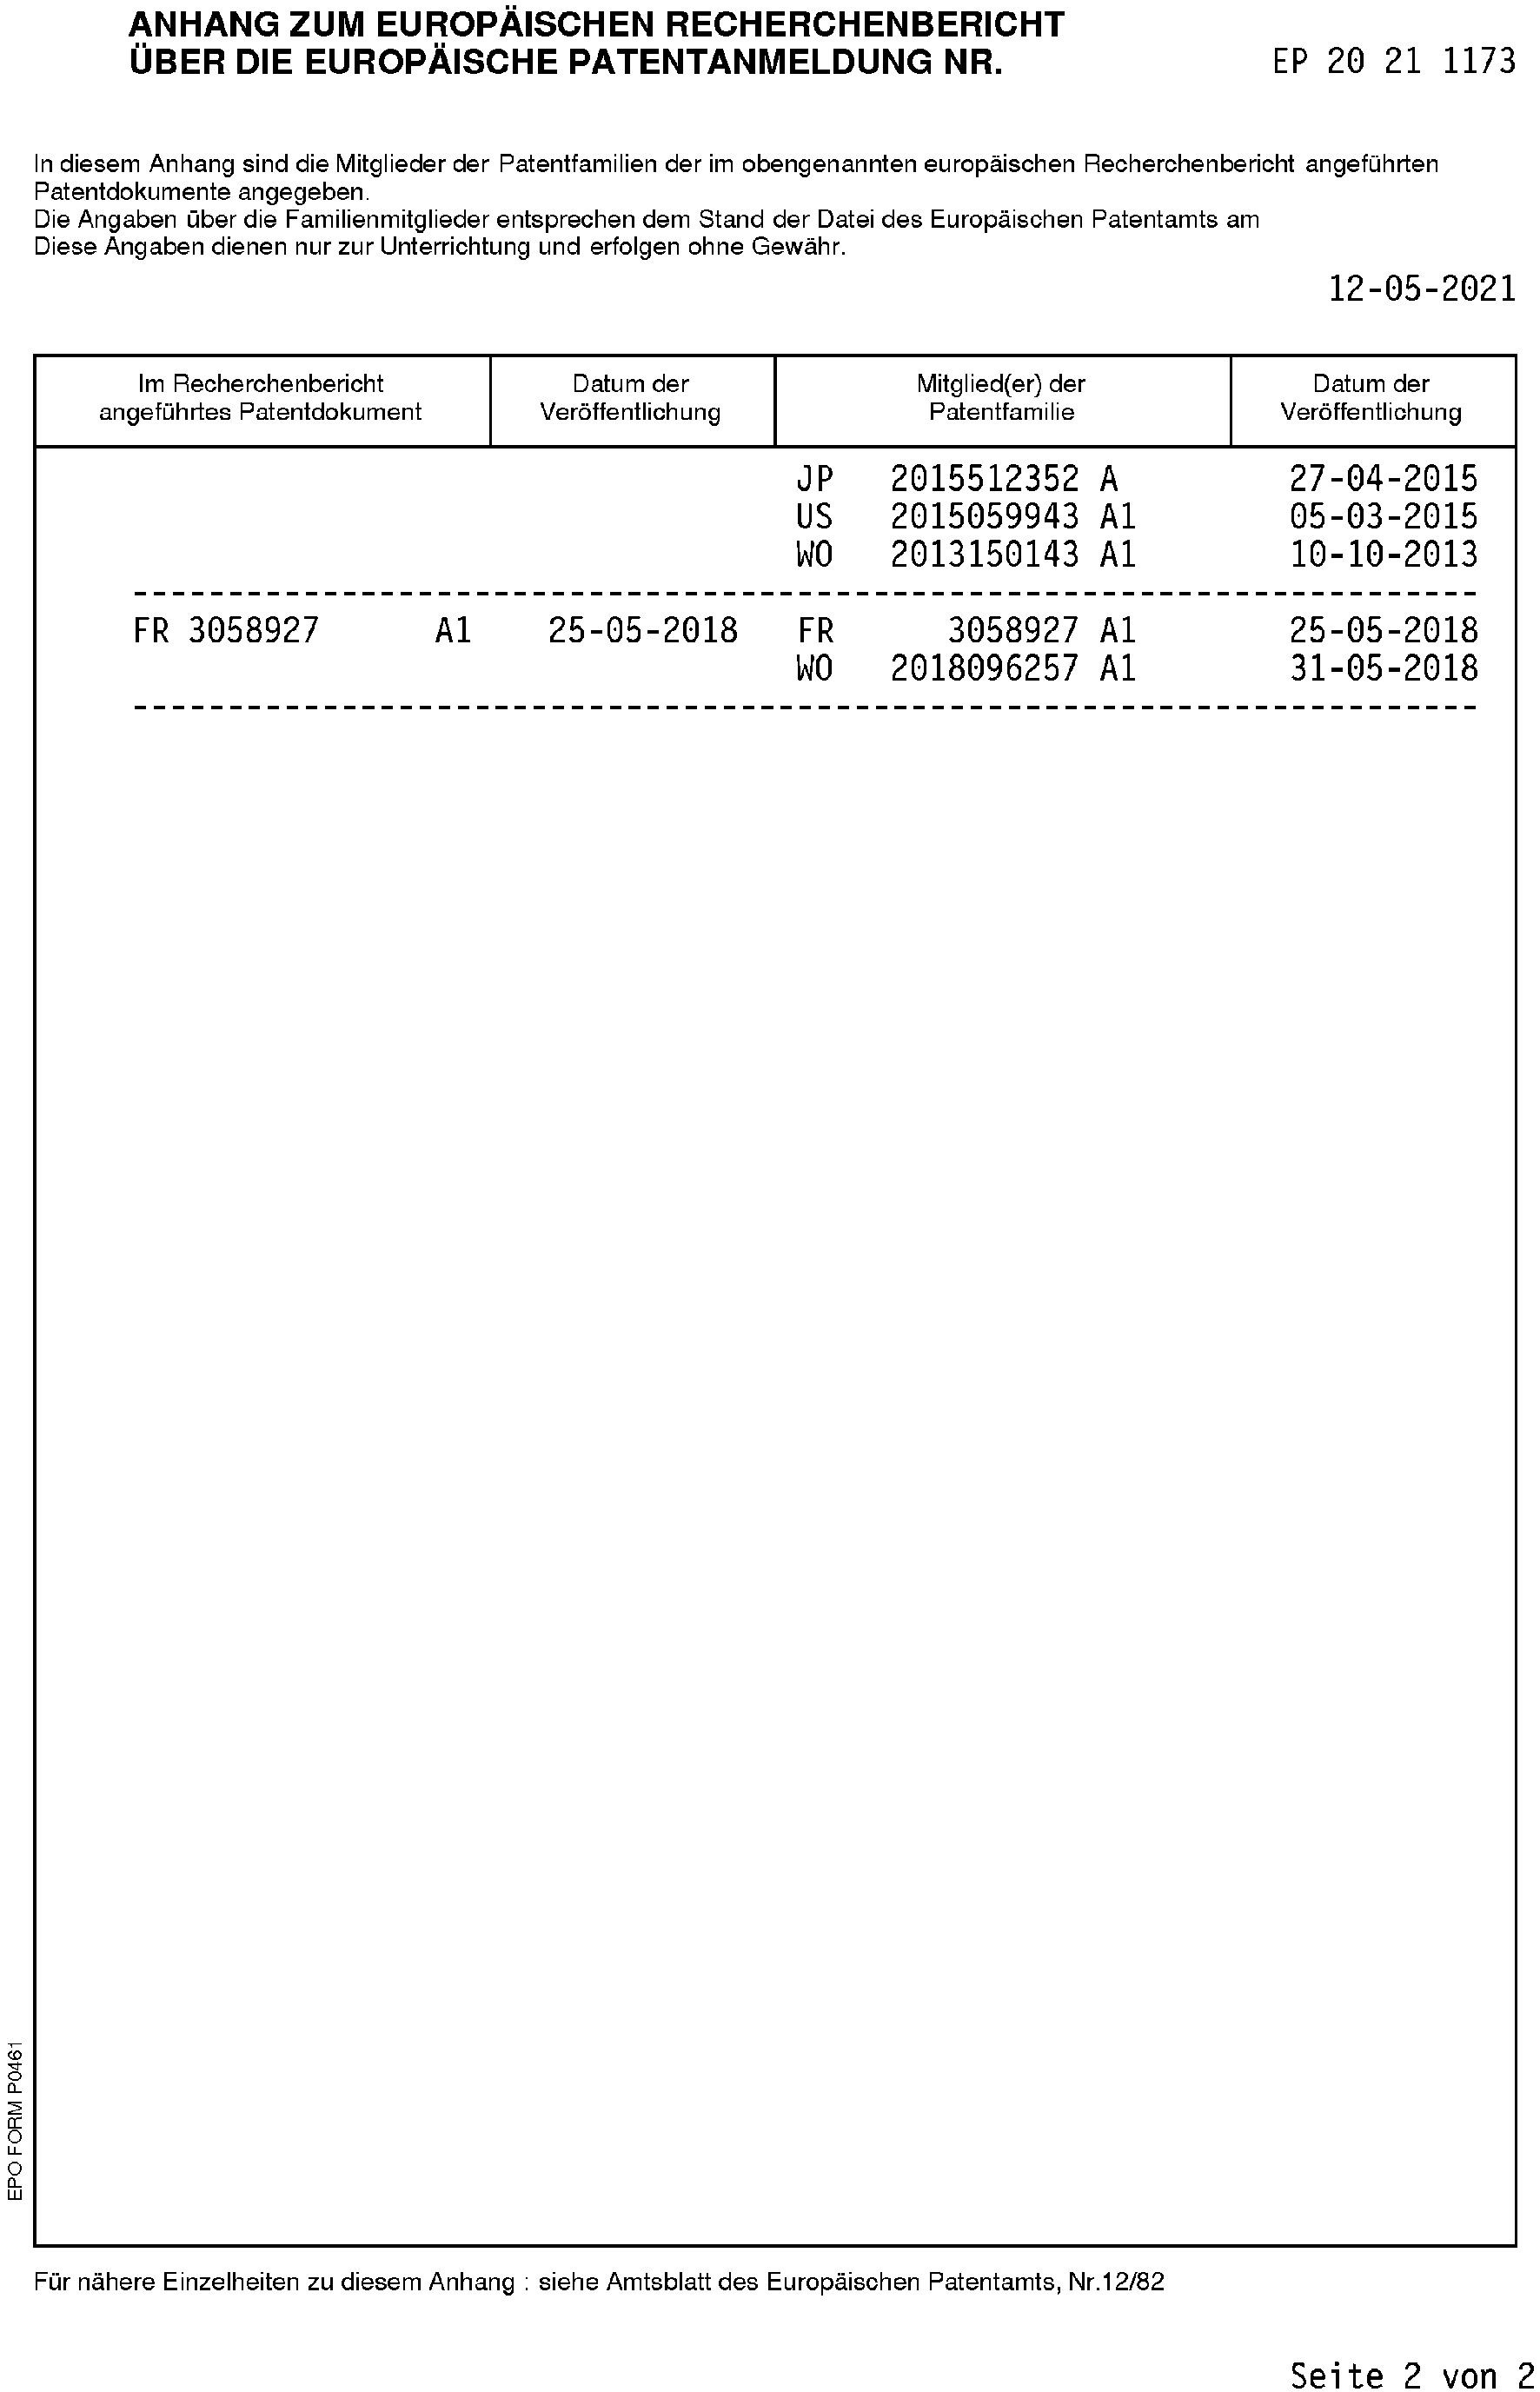 ANHANG ZUM EUROPÄISCHEN RECHERCHENBERICHT
ÜBER DIE EUROPÄISCHE PATENTANMELDUNG NR.
EP 20 21 1173
In diesem Anhang sind die Mitglieder der Patentfamilien der im obengenannten europäischen Recherchenbericht angeführten
Patentdokumente angegeben.
Die Angaben über die Familienmitglieder entsprechen dem Stand der Datei des Europäischen Patentamts am
Diese Angaben dienen nur zur Unterrichtung und erfolgen ohne Gewähr.
12-05-2021
Im Recherchenbericht
angeführtes Patentdokument
Datum der
Veröffentlichung
Mitglied(er) der
Patentfamilie
Datum der
Veröffentlichung
JP 2015512352 A 27-04-2015
US 2015059943 A1 05-03-2015
WO 2013150143 A1 10-10-2013
FR 3058927 A1 25-05-2018 FR 3058927 A1 25-05-2018
WO 2018096257 A1 31-05-2018
EPO FORM P0461
Für nähere Einzelheiten zu diesem Anhang : siehe Amtsblatt des Europäischen Patentamts, Nr.12/82
Seite 2 von 2